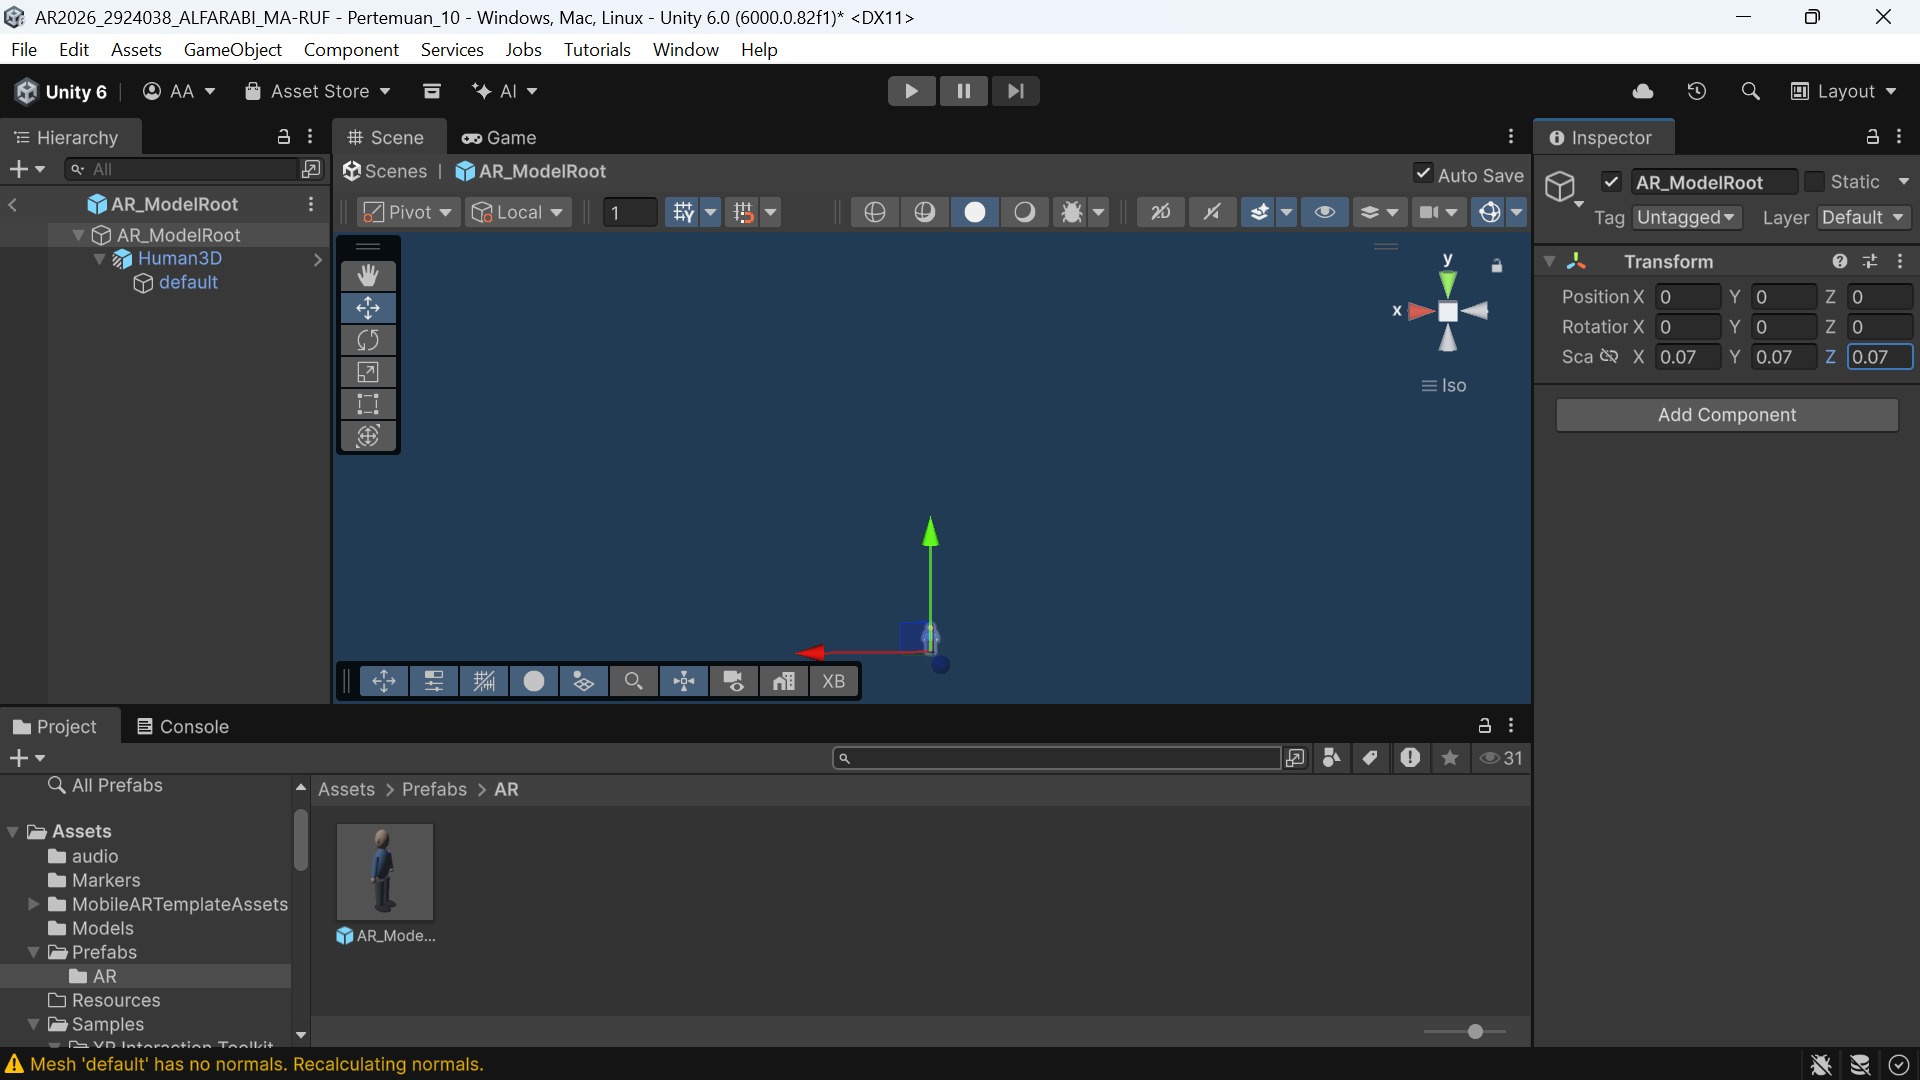 AR2026_2924038_ALFARABI_MA-RUF - Pertemuan_10 - Windows, Mac, Linux - Unity 6.0 (6000.0.82f1)* <DX11>
File Edit Assets GameObject Component Services Jobs Tutorials Window Help
Unity 6 AA Asset Store AI Layout
Hierarchy
All
AR_ModelRoot
AR_ModelRoot
Human3D
default
Scene Game
Scenes | AR_ModelRoot Auto Save
Pivot Local 1 2D
y
x
Iso
XB
Inspector
AR_ModelRoot Static
Tag Untagged Layer Default
Transform
Position X 0 Y 0 Z 0
Rotation X 0 Y 0 Z 0
Sca X 0.07 Y 0.07 Z 0.07
Add Component
Project Console
31
All Prefabs
Assets
audio
Markers
MobileARTemplateAssets
Models
Prefabs
AR
Resources
Samples
XR Interaction Toolkit
Assets > Prefabs > AR
AR_Mode...
Mesh 'default' has no normals. Recalculating normals.